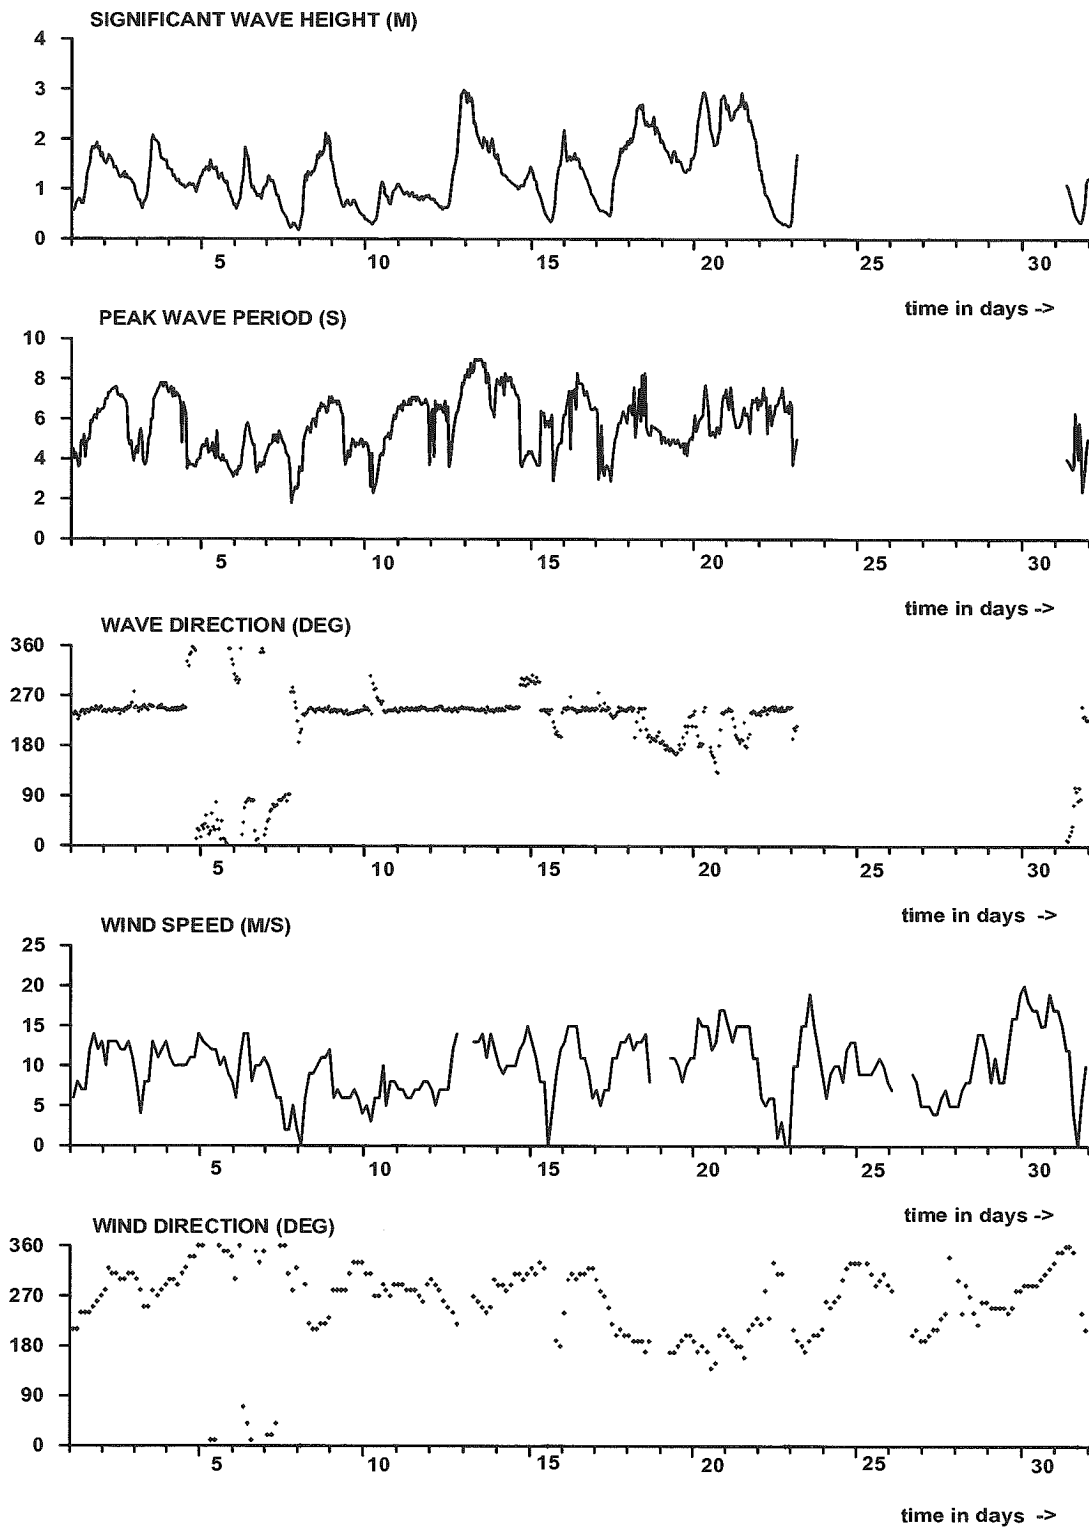 SIGNIFICANT WAVE HEIGHT (M)
4
3
2
1
0
5 10 15 20 25 30
time in days ->
PEAK WAVE PERIOD (S)
10
8
6
4
2
0
5 10 15 20 25 30
time in days ->
WAVE DIRECTION (DEG)
360
270
180
90
0
5 10 15 20 25 30
time in days ->
WIND SPEED (M/S)
25
20
15
10
5
0
5 10 15 20 25 30
time in days ->
WIND DIRECTION (DEG)
360
270
180
90
0
5 10 15 20 25 30
time in days ->